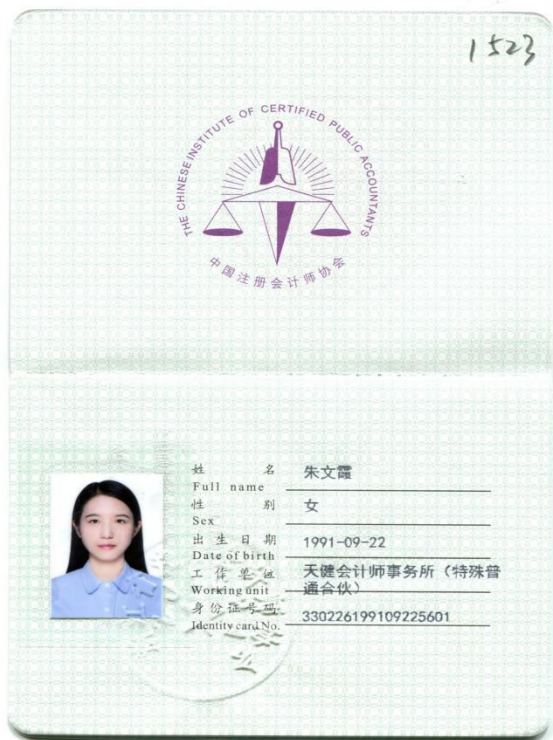 1523
THE CHINESE INSTITUTE OF CERTIFIED PUBLIC ACCOUNTANTS
中国注册会计师协会
姓 名 朱文霞
Full name
性 别 女
Sex
出生日期 1991-09-22
Date of birth
工作单位 天健会计师事务所（特殊普
Working unit 通合伙）
身份证号码 330226199109225601
Identity card No.